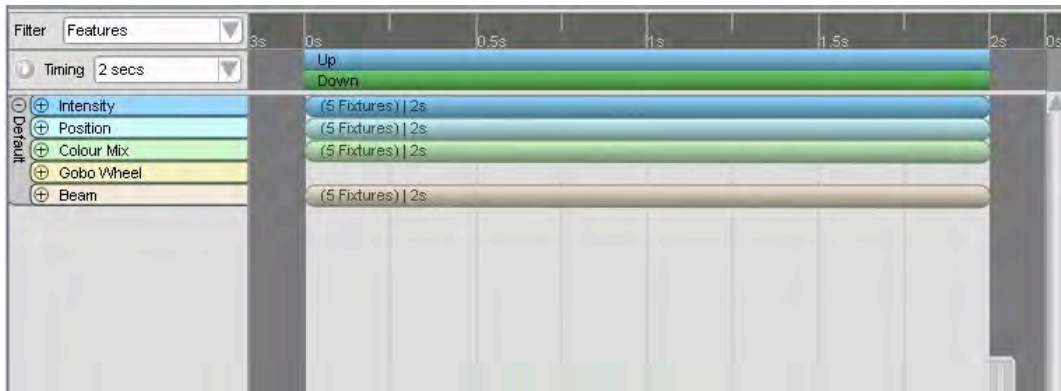 Filter Features
3s 0s 0.5s 1s 1.5s 2s 0s
Timing 2 secs
Up
Down
Default
Intensity (5 Fixtures) | 2s
Position (5 Fixtures) | 2s
Colour Mix (5 Fixtures) | 2s
Gobo Wheel
Beam (5 Fixtures) | 2s